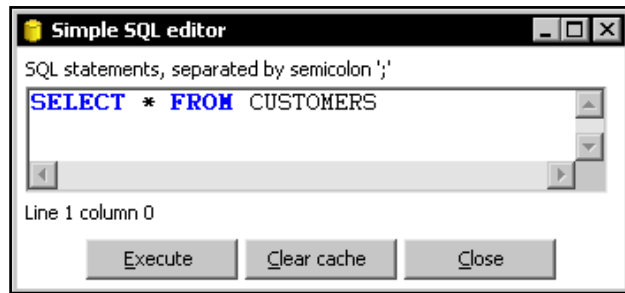 Simple SQL editor
SQL statements, separated by semicolon ';'
SELECT * FROM CUSTOMERS
Line 1 column 0
Execute Clear cache Close